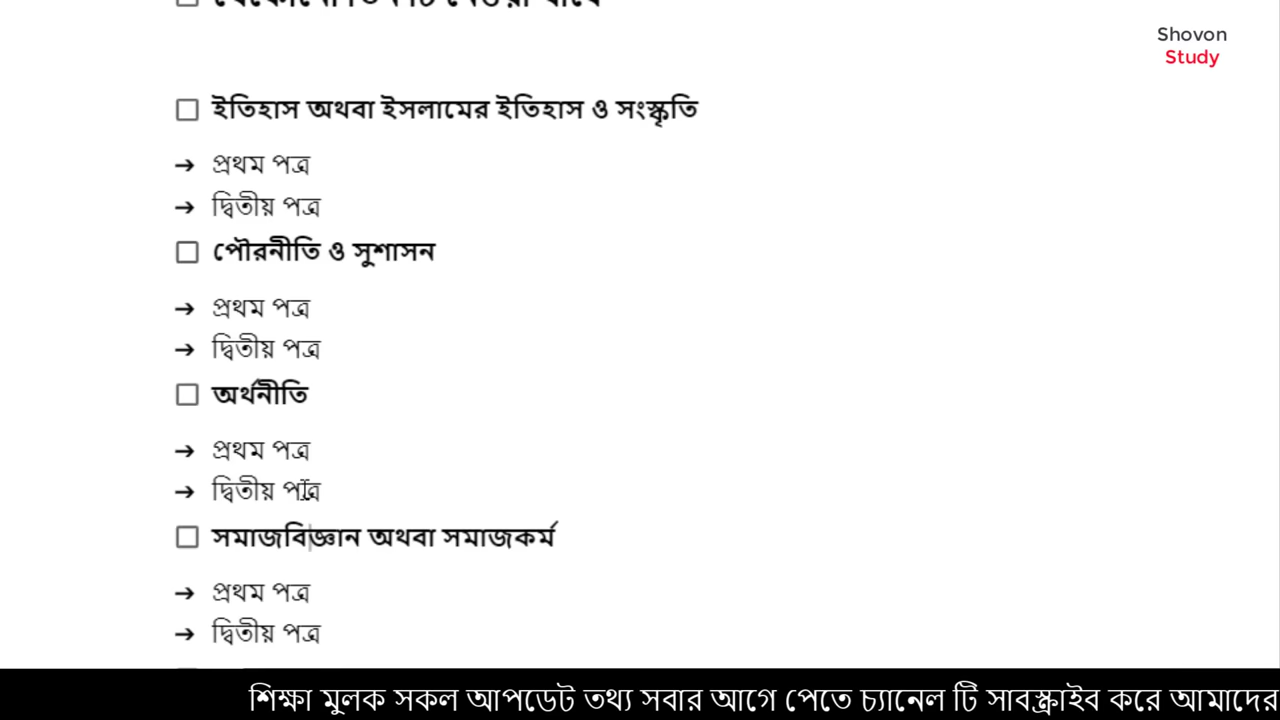 Shovon
Study
ইতিহাস অথবা ইসলামের ইতিহাস ও সংস্কৃতি
➔ প্রথম পত্র
➔ দ্বিতীয় পত্র
পৌরনীতি ও সুশাসন
➔ প্রথম পত্র
➔ দ্বিতীয় পত্র
অর্থনীতি
➔ প্রথম পত্র
➔ দ্বিতীয় পত্র
সমাজবিজ্ঞান অথবা সমাজকর্ম
➔ প্রথম পত্র
➔ দ্বিতীয় পত্র
শিক্ষা মুলক সকল আপডেট তথ্য সবার আগে পেতে চ্যানেল টি সাবস্ক্রাইব করে আমাদের